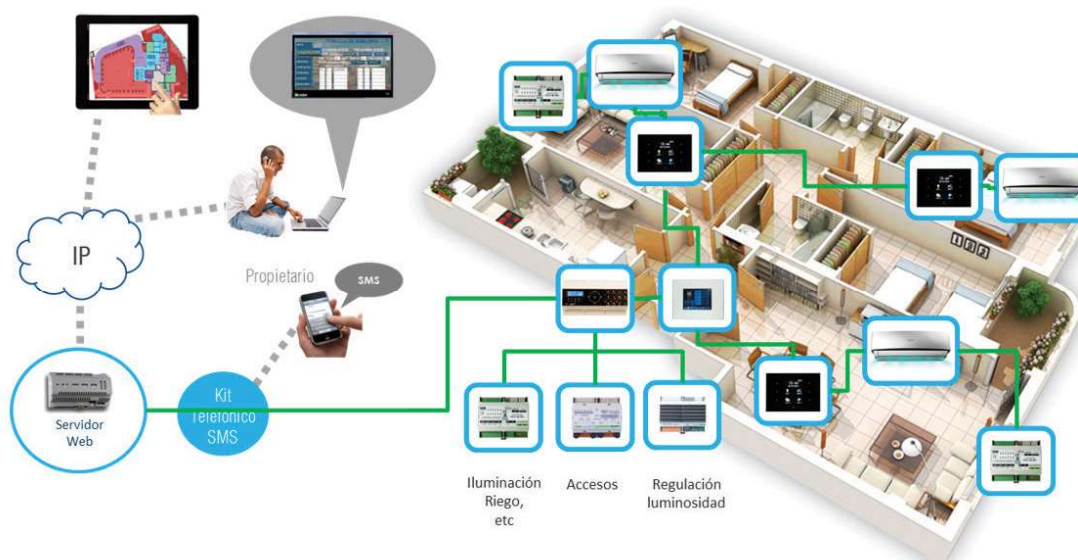 IP
Propietario
SMS
Servidor
Web
Kit
Telefónico
SMS
Iluminación
Riego,
etc
Accesos
Regulación
luminosidad